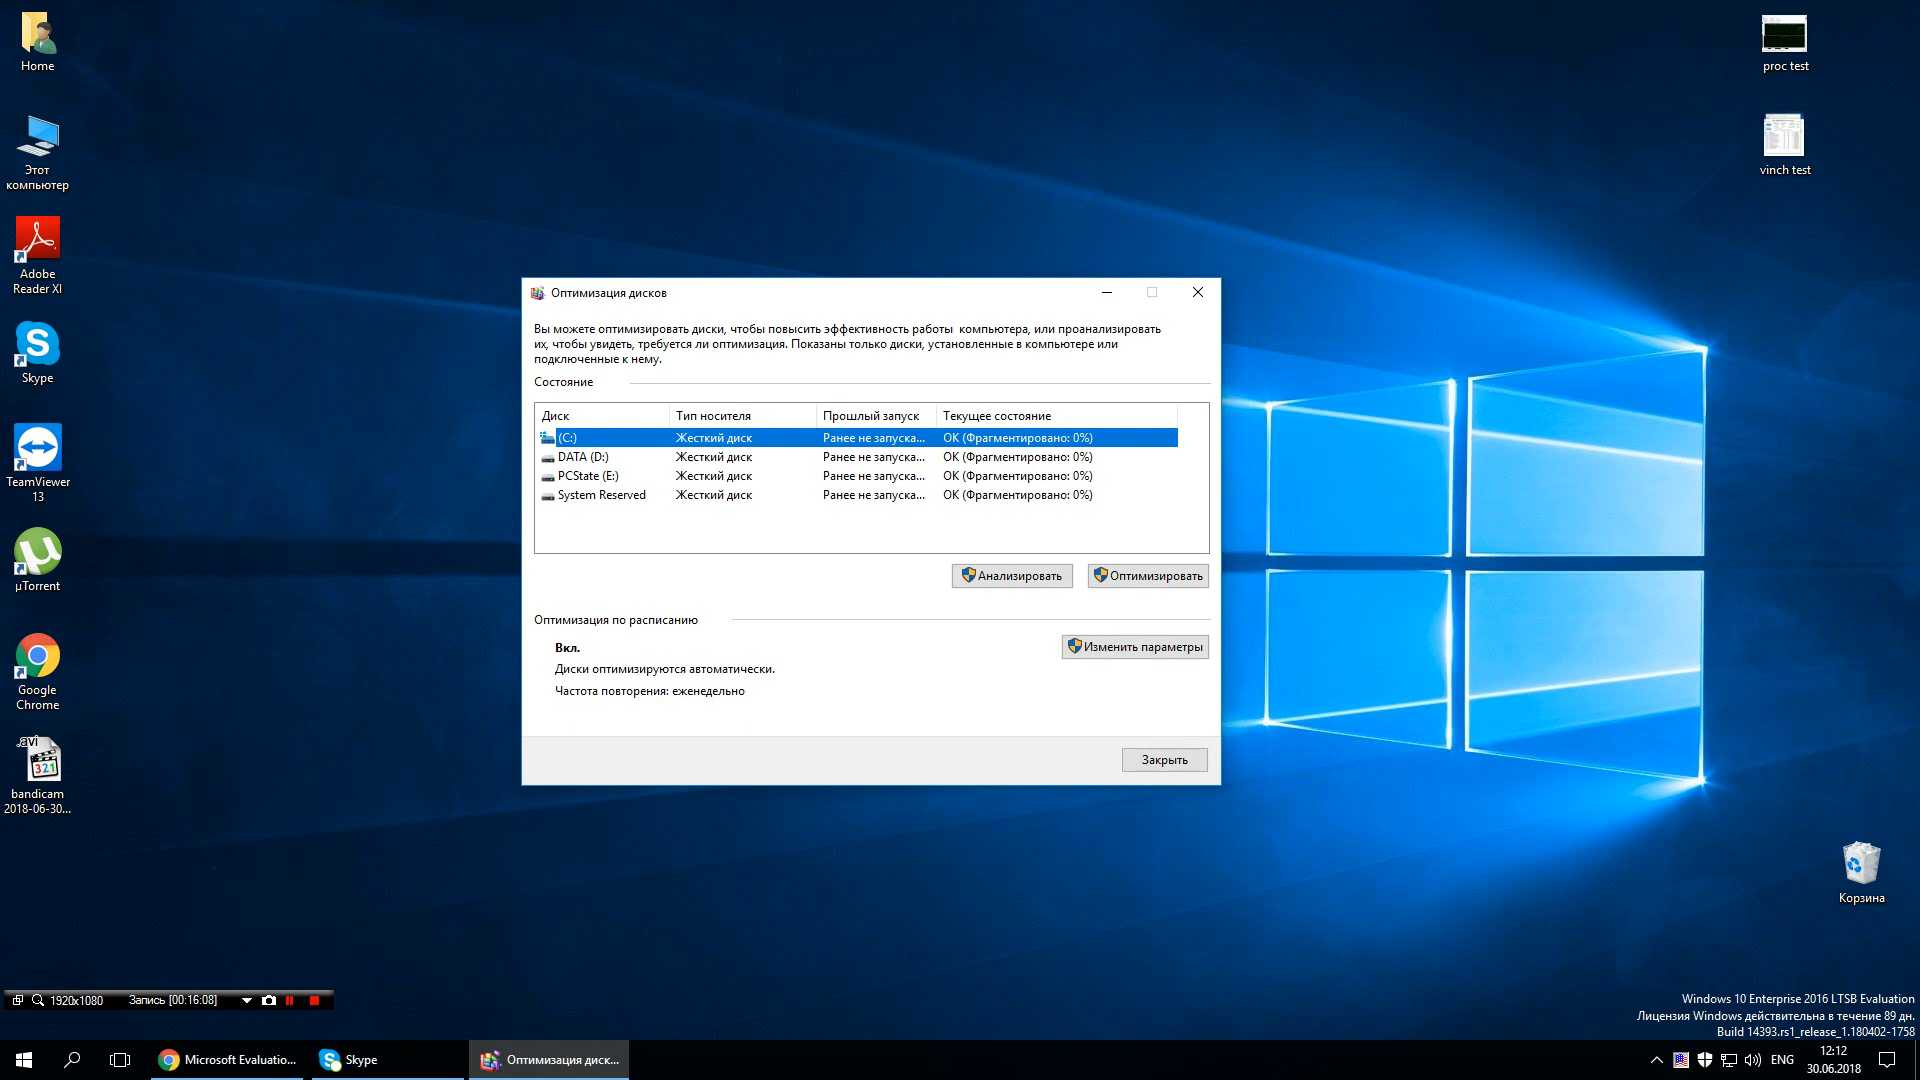 Home
Этот
компьютер
Adobe
Reader XI
Skype
TeamViewer
13
µTorrent
Google
Chrome
.avi
321
bandicam
2018-06-30...
proc test
vinch test
Оптимизация дисков
Вы можете оптимизировать диски, чтобы повысить эффективность работы компьютера, или проанализировать
их, чтобы увидеть, требуется ли оптимизация. Показаны только диски, установленные в компьютере или
подключенные к нему.
Состояние
Диск Тип носителя Прошлый запуск Текущее состояние
(C:) Жесткий диск Ранее не запуска... ОК (Фрагментировано: 0%)
DATA (D:) Жесткий диск Ранее не запуска... ОК (Фрагментировано: 0%)
PCState (E:) Жесткий диск Ранее не запуска... ОК (Фрагментировано: 0%)
System Reserved Жесткий диск Ранее не запуска... ОК (Фрагментировано: 0%)
Анализировать Оптимизировать
Оптимизация по расписанию
Вкл.
Изменить параметры
Диски оптимизируются автоматически.
Частота повторения: еженедельно
Закрыть
Корзина
1920x1080 Запись [00:16:08]
Windows 10 Enterprise 2016 LTSB Evaluation
Лицензия Windows действительна в течение 89 дн.
Build 14393.rs1_release_1.180402-1758
Microsoft Evaluatio... Skype Оптимизация диск...
ENG
12:12
30.06.2018